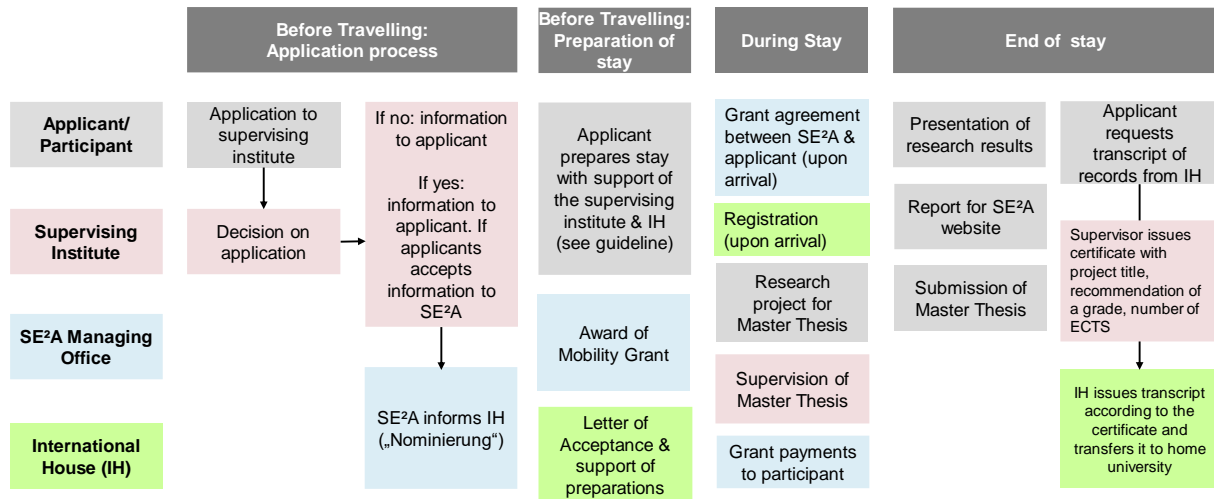 Before Travelling:
Application process
Before Travelling:
Preparation of
stay
During Stay
End of stay
Applicant/
Participant
Supervising
Institute
SE²A Managing
Office
International
House (IH)
Application to
supervising
institute
Decision on
application
If no: information
to applicant
If yes:
information to
applicant. If
applicants
accepts
information to
SE²A
SE²A informs IH
(„Nominierung“)
Applicant
prepares stay
with support of
the supervising
institute & IH
(see guideline)
Award of
Mobility Grant
Letter of
Acceptance &
support of
preparations
Grant agreement
between SE²A &
applicant (upon
arrival)
Registration
(upon arrival)
Research
project for
Master Thesis
Supervision of
Master Thesis
Grant payments
to participant
Presentation of
research results
Report for SE²A
website
Submission of
Master Thesis
Applicant
requests
transcript of
records from IH
Supervisor issues
certificate with
project title,
recommendation of
a grade, number of
ECTS
IH issues transcript
according to the
certificate and
transfers it to home
university